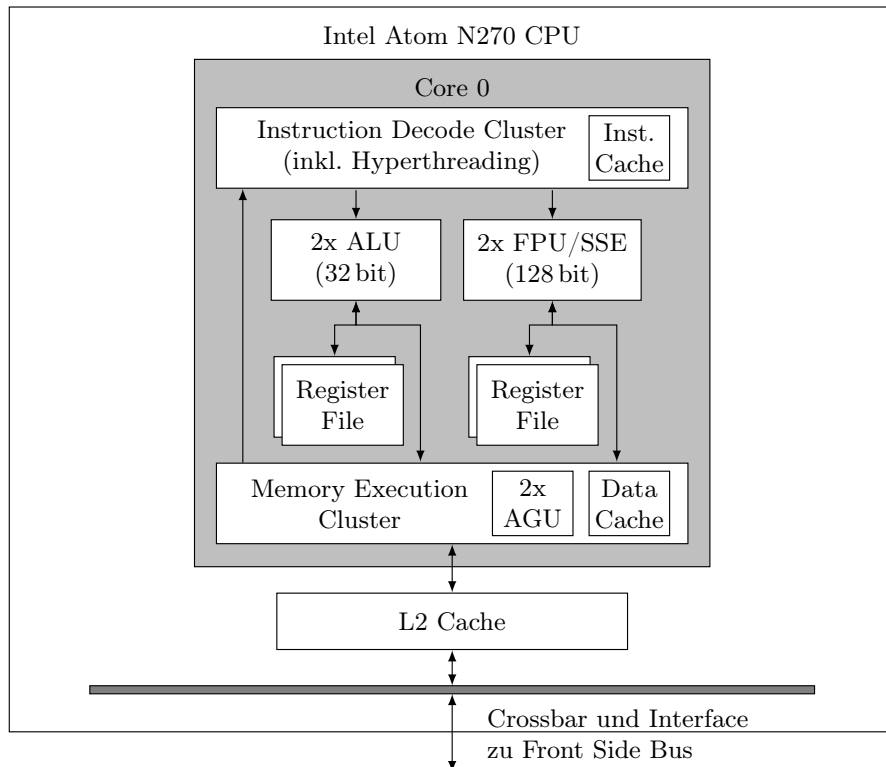 Intel Atom N270 CPU
Core 0
Instruction Decode Cluster
(inkl. Hyperthreading)
Inst.
Cache
2x ALU
(32 bit)
2x FPU/SSE
(128 bit)
Register
File
Register
File
Memory Execution
Cluster
2x
AGU
Data
Cache
L2 Cache
Crossbar und Interface
zu Front Side Bus